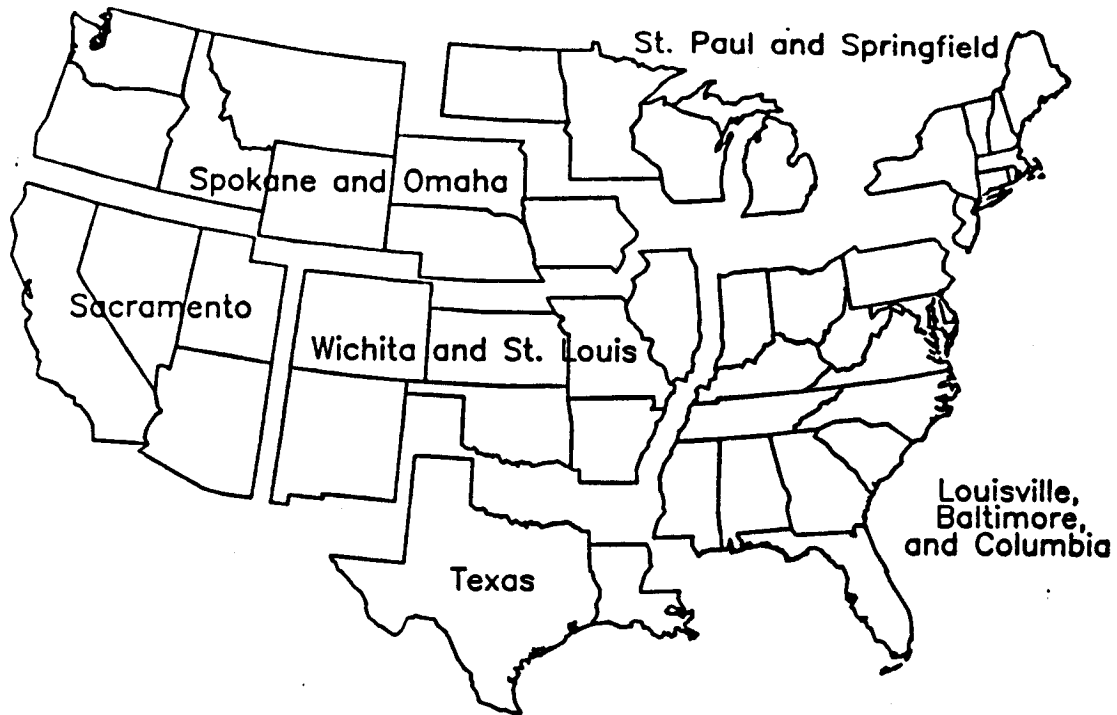 St. Paul and Springfield
Spokane and Omaha
Sacramento
Wichita and St. Louis
Louisville,
Baltimore,
and Columbia
Texas